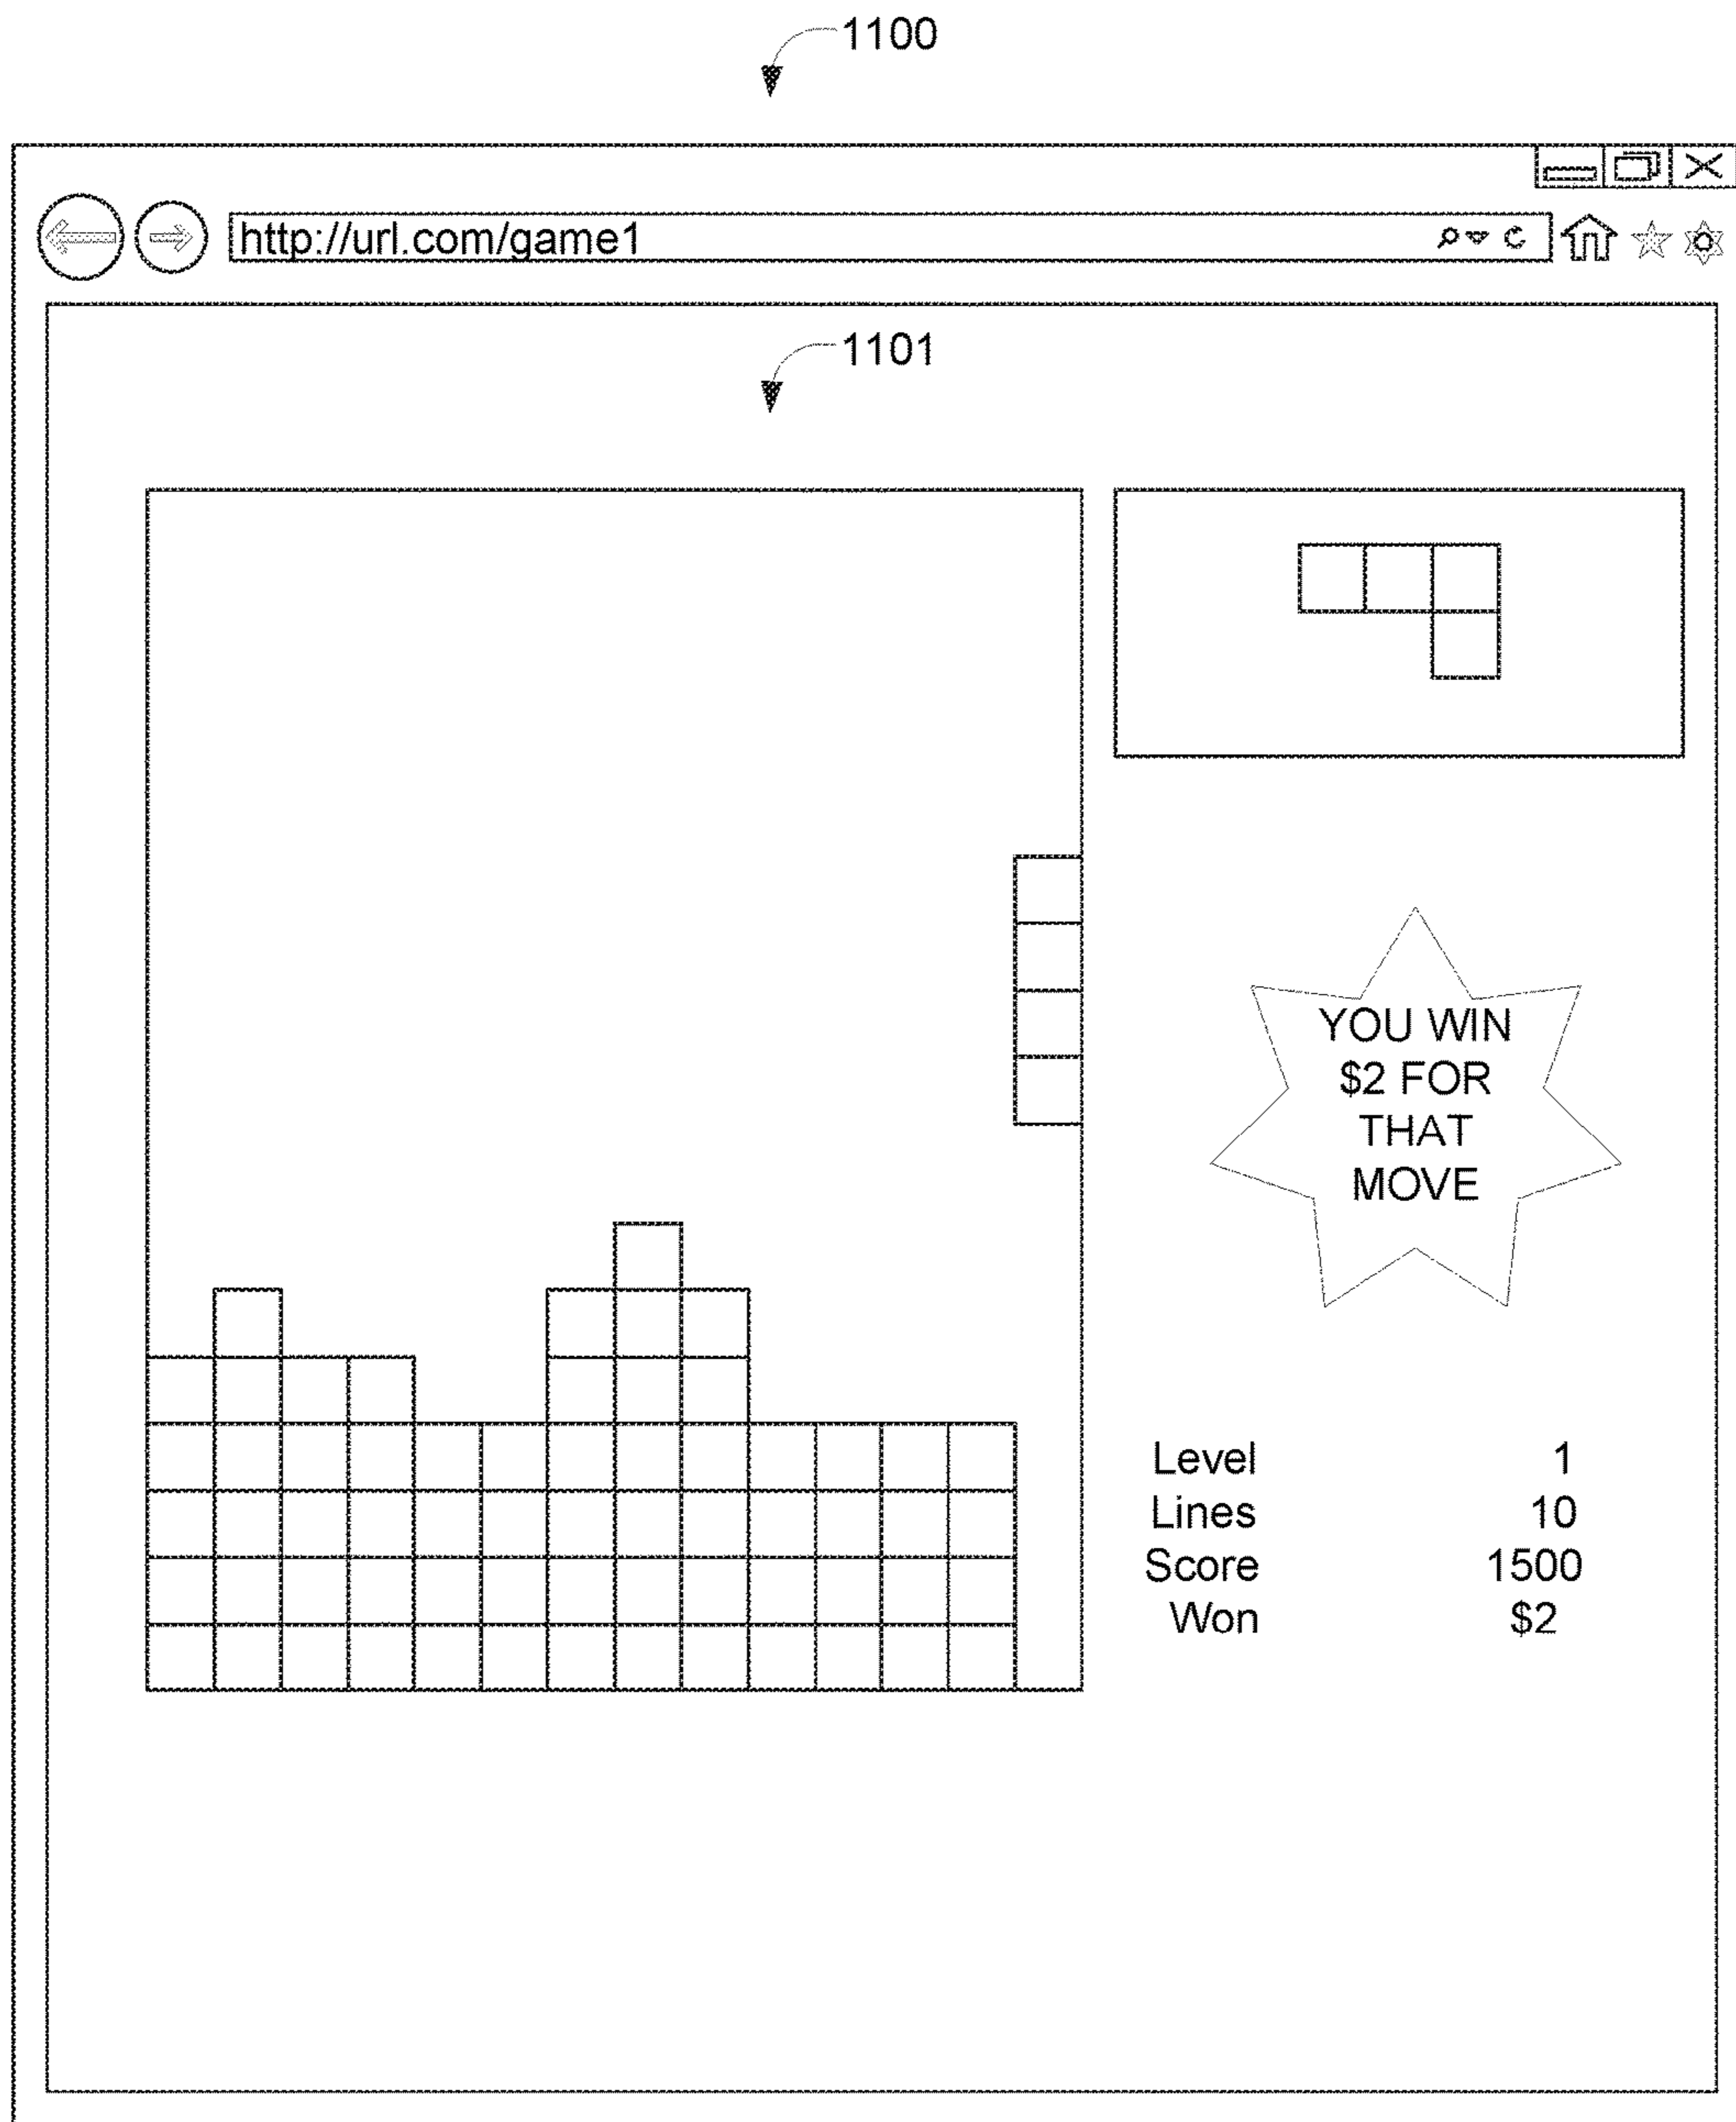 1100
http://url.com/game1
1101
YOU WIN
$2 FOR
THAT
MOVE
Level 1
Lines 10
Score 1500
Won $2